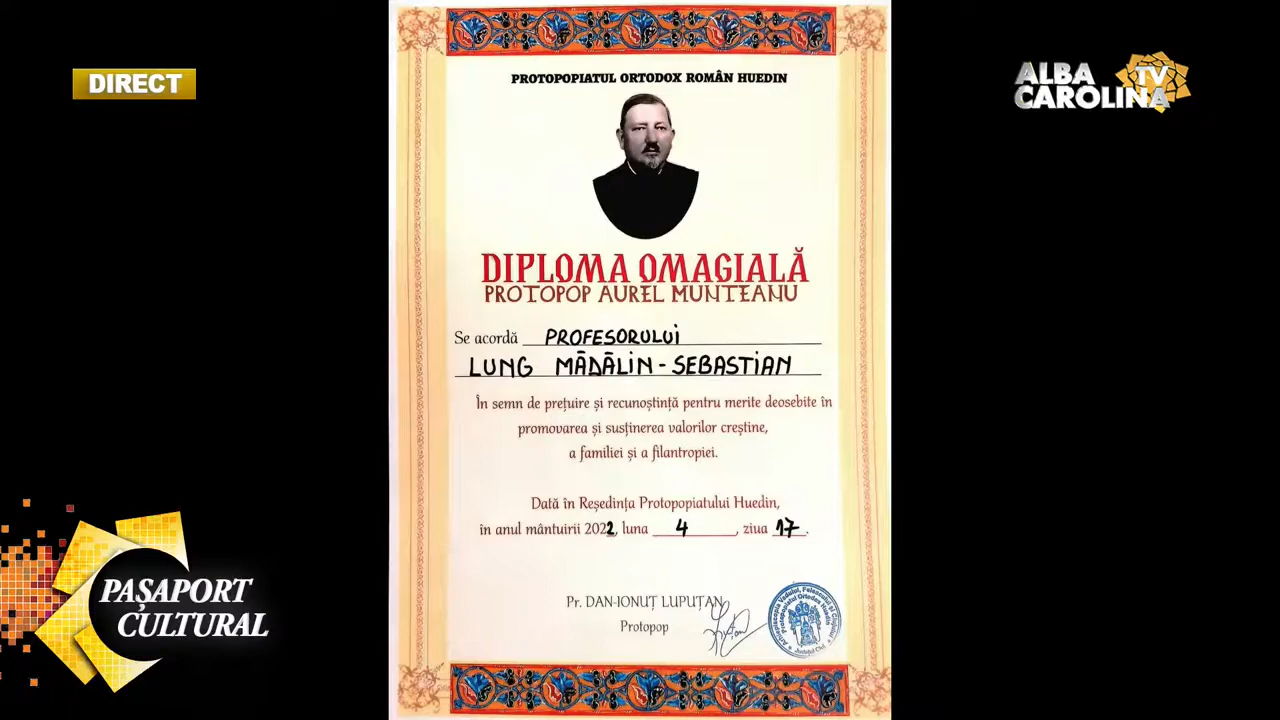 DIRECT
ALBA
CAROLINA
TV
PROTOPOPIATUL ORTODOX ROMÂN HUEDIN
DIPLOMA OMAGIALĂ
PROTOPOP AUREL MUNTEANU
Se acordă PROFESORULUI
LUNG MĂDĂLIN-SEBASTIAN
În semn de prețuire și recunoștință pentru merite deosebite în
promovarea și susținerea valorilor creștine,
a familiei și a filantropiei.
Dată în Reședința Protopopiatului Huedin,
în anul mântuirii 2022, luna 4, ziua 17.
Pr. DAN-IONUȚ LUPUȚAN
Protopop
PAȘAPORT
CULTURAL